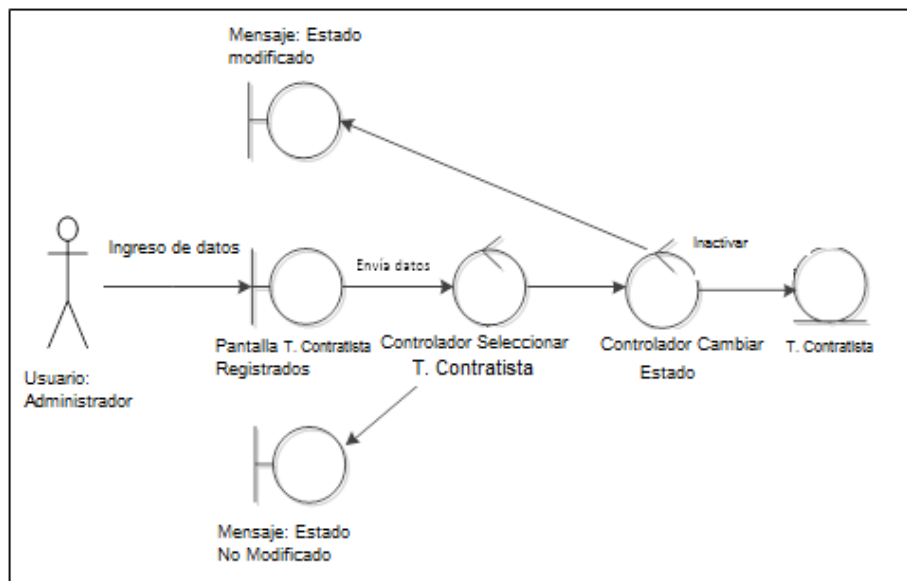 Mensaje: Estado
modificado
Ingreso de datos
Envía datos
Inactivar
Usuario:
Administrador
Pantalla T. Contratista
Registrados
Controlador Seleccionar
T. Contratista
Controlador Cambiar
Estado
T. Contratista
Mensaje: Estado
No Modificado